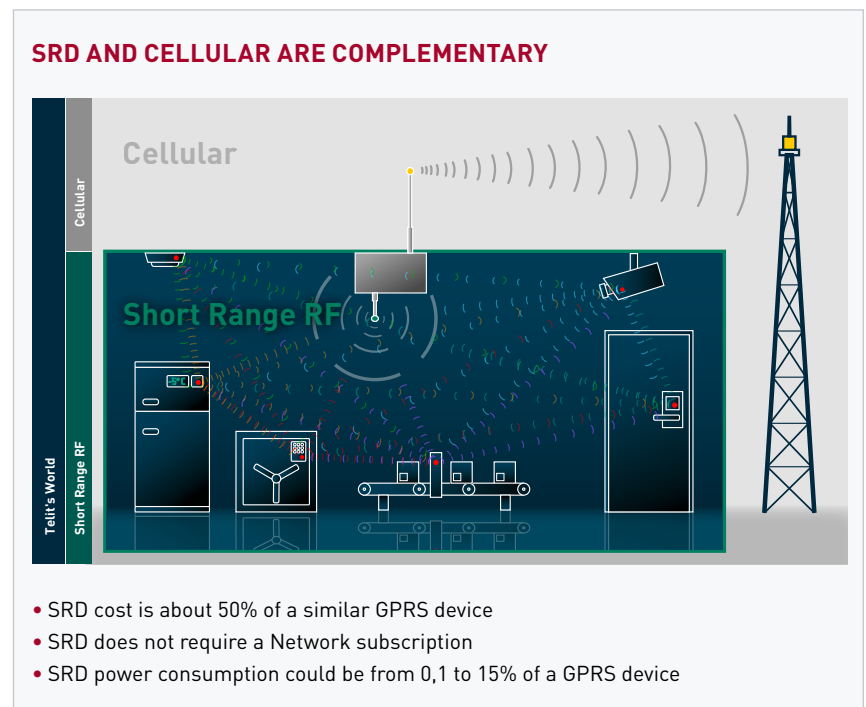 SRD AND CELLULAR ARE COMPLEMENTARY
Telit's World
Cellular
Short Range RF
Cellular
Short Range RF
-5°C
• SRD cost is about 50% of a similar GPRS device
• SRD does not require a Network subscription
• SRD power consumption could be from 0,1 to 15% of a GPRS device